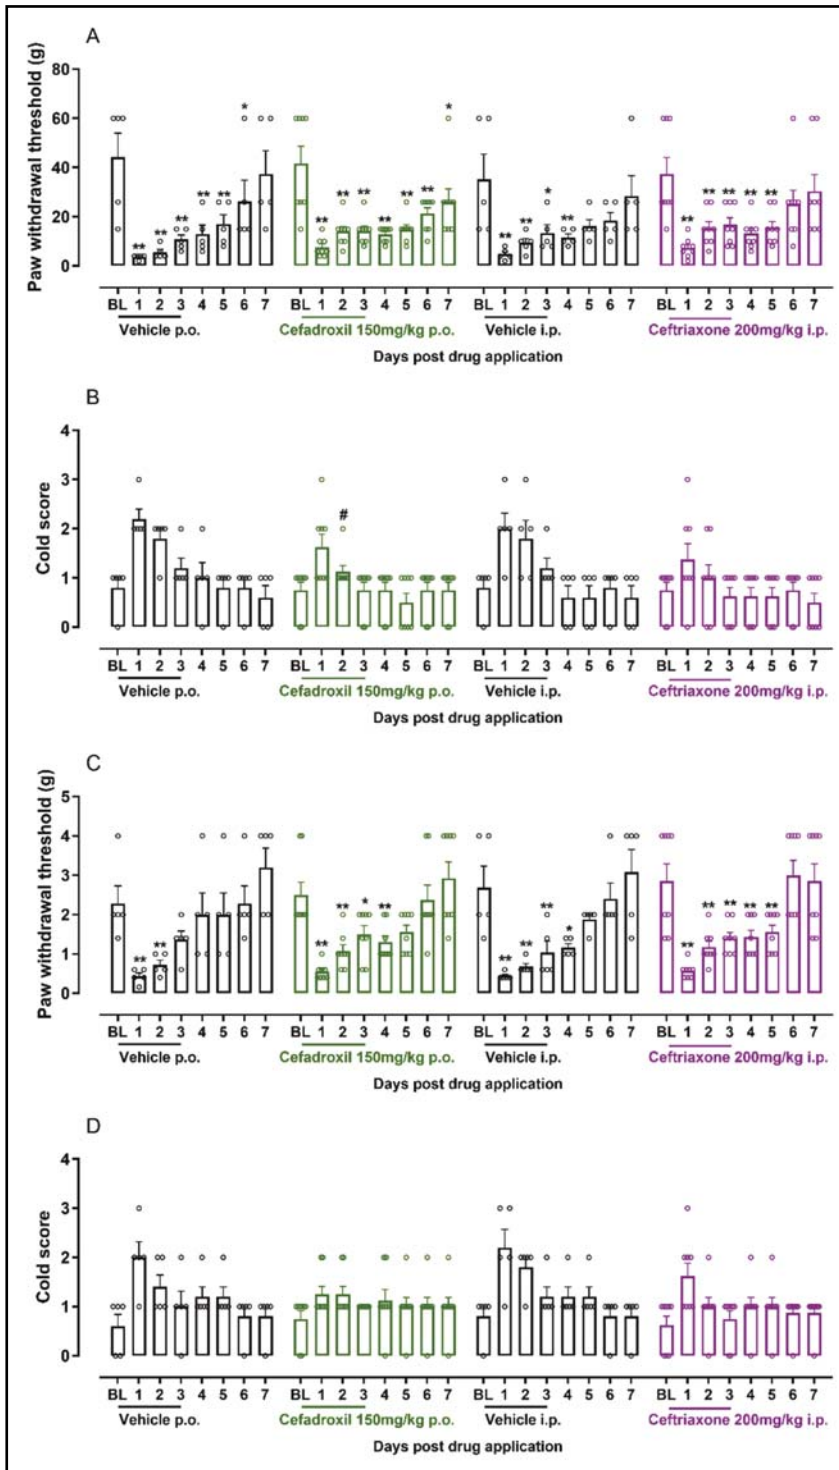 A
Paw withdrawal threshold (g)
80
60
40
20
0
* *
** ** ** ** ** ** ** ** ** ** ** ** ** ** * ** ** ** ** ** **
BL 1 2 3 4 5 6 7 BL 1 2 3 4 5 6 7 BL 1 2 3 4 5 6 7 BL 1 2 3 4 5 6 7
Vehicle p.o. Cefadroxil 150mg/kg p.o. Vehicle i.p. Ceftriaxone 200mg/kg i.p.
Days post drug application
B
Cold score
4
3
2
1
0
#
BL 1 2 3 4 5 6 7 BL 1 2 3 4 5 6 7 BL 1 2 3 4 5 6 7 BL 1 2 3 4 5 6 7
Vehicle p.o. Cefadroxil 150mg/kg p.o. Vehicle i.p. Ceftriaxone 200mg/kg i.p.
Days post drug application
C
Paw withdrawal threshold (g)
5
4
3
2
1
0
** ** ** ** * ** ** ** ** * ** ** ** ** **
BL 1 2 3 4 5 6 7 BL 1 2 3 4 5 6 7 BL 1 2 3 4 5 6 7 BL 1 2 3 4 5 6 7
Vehicle p.o. Cefadroxil 150mg/kg p.o. Vehicle i.p. Ceftriaxone 200mg/kg i.p.
Days post drug application
D
Cold score
4
3
2
1
0
BL 1 2 3 4 5 6 7 BL 1 2 3 4 5 6 7 BL 1 2 3 4 5 6 7 BL 1 2 3 4 5 6 7
Vehicle p.o. Cefadroxil 150mg/kg p.o. Vehicle i.p. Ceftriaxone 200mg/kg i.p.
Days post drug application